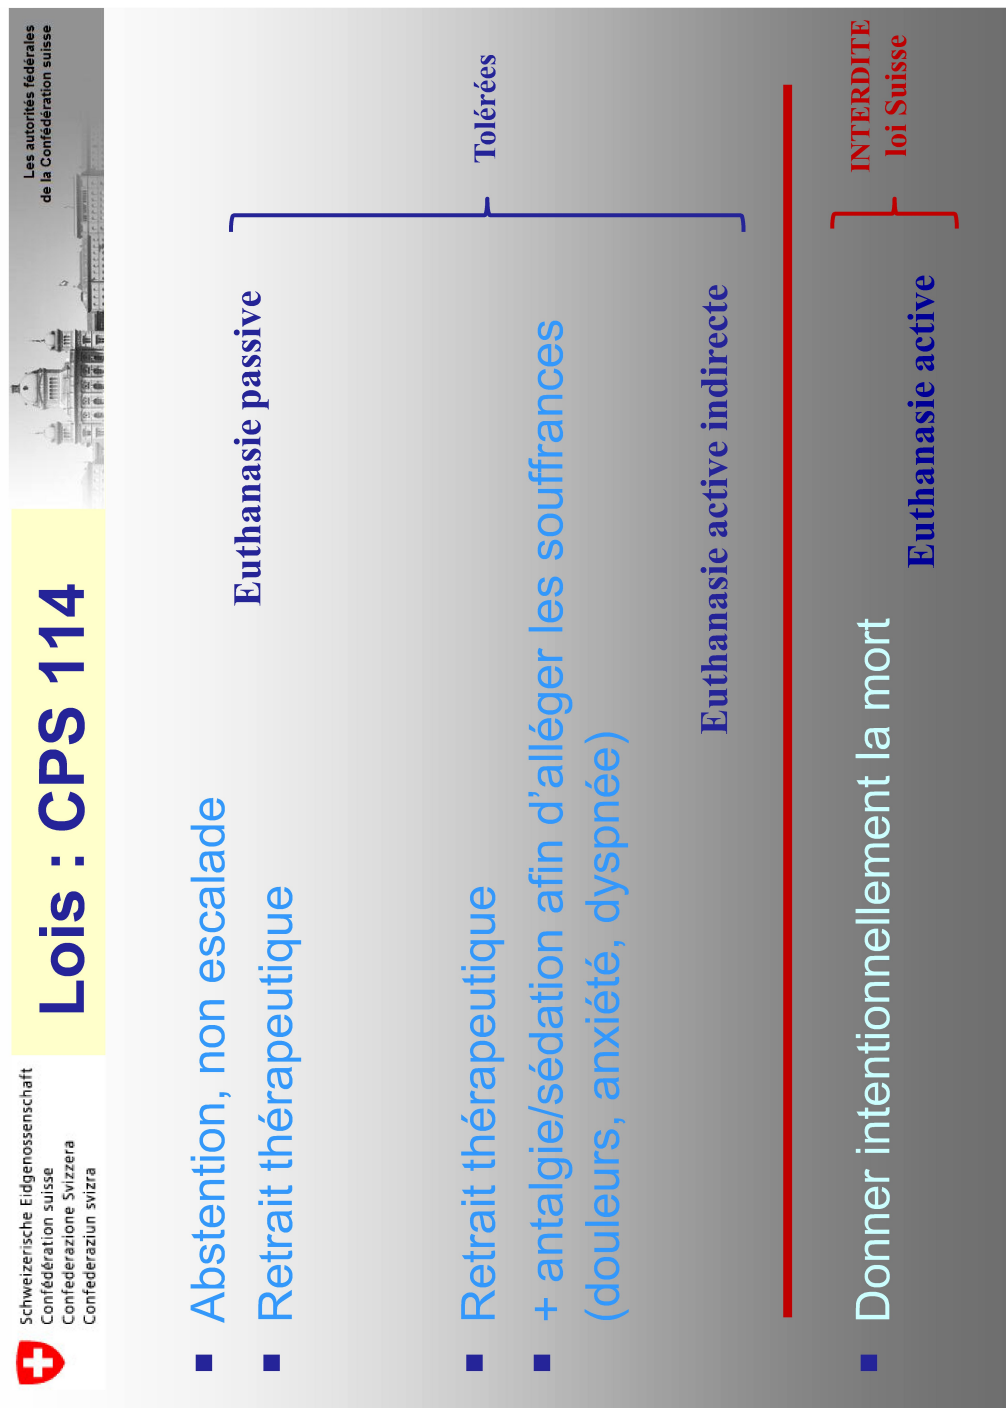 Schweizerische Eidgenossenschaft
Confédération suisse
Confederazione Svizzera
Confederaziun svizra
Lois : CPS 114
Les autorités fédérales
de la Confédération suisse
Abstention, non escalade
Retrait thérapeutique
Euthanasie passive
Retrait thérapeutique
+ antalgie/sédation afin d’alléger les souffrances
(douleurs, anxiété, dyspnée)
Euthanasie active indirecte
Tolérées
Donner intentionnellement la mort
Euthanasie active
INTERDITE
loi Suisse